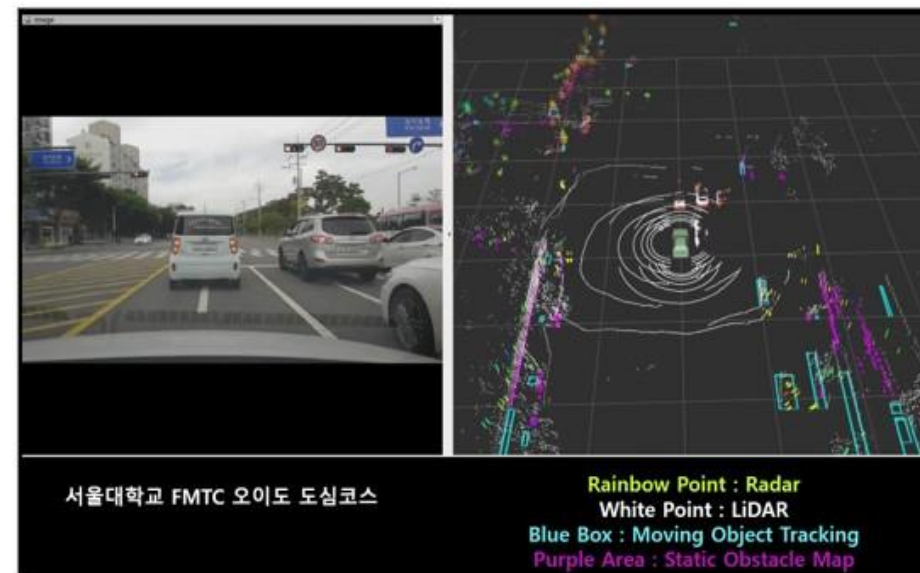 Image
서울대학교 FMTC 오이도 도심코스
Rainbow Point : Radar
White Point : LiDAR
Blue Box : Moving Object Tracking
Purple Area : Static Obstacle Map